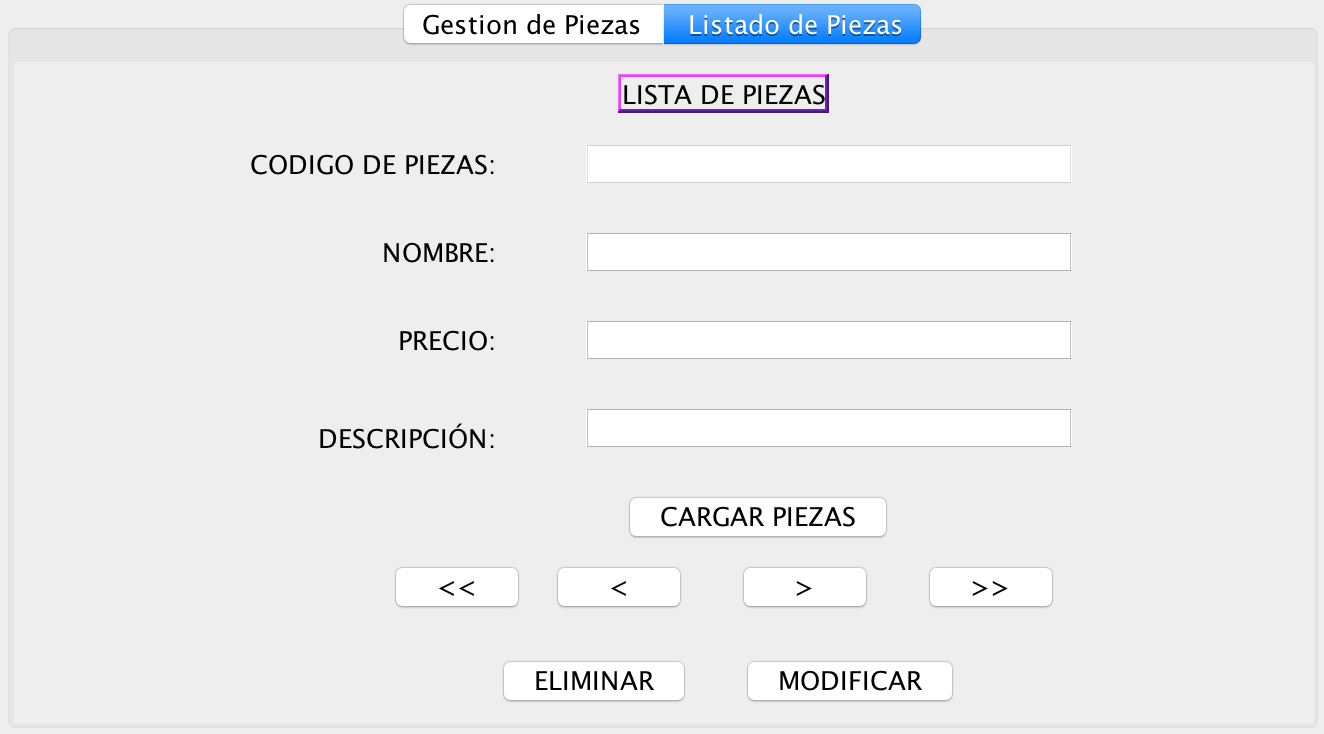 Gestion de Piezas Listado de Piezas
LISTA DE PIEZAS
CODIGO DE PIEZAS:
NOMBRE:
PRECIO:
DESCRIPCIÓN:
CARGAR PIEZAS
<< < > >>
ELIMINAR MODIFICAR